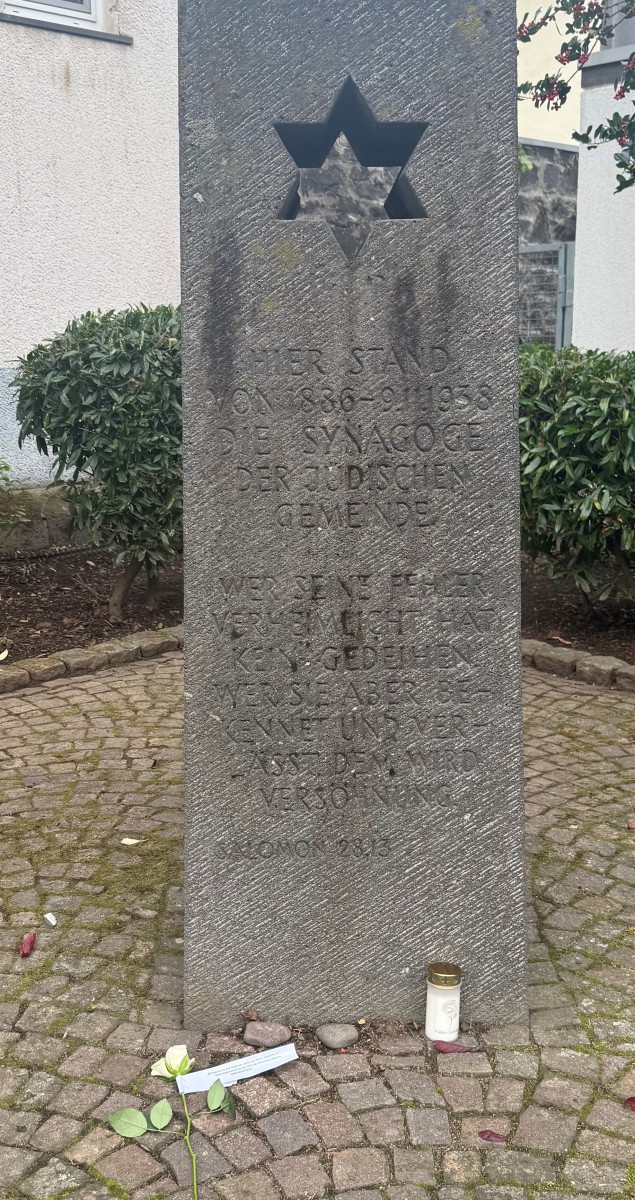 HIER STAND
VON 1886–9.11.1938
DIE SYNAGOGE
DER JÜDISCHEN
GEMEINDE
WER SEINE FEHLER
VERHEIMLICHT HAT
KEIN GEDEIHEN
WER SIE ABER BE-
KENNET UND VER-
LÄSST DEM WIRD
VERSÖHNUNG
SALOMON 28,13